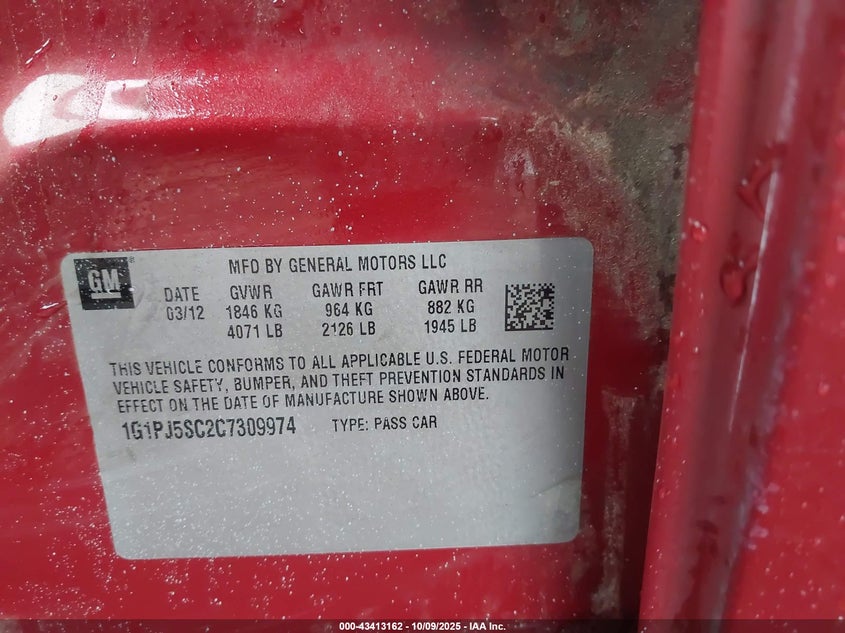 GM
MFD BY GENERAL MOTORS LLC
DATE GVWR GAWR FRT GAWR RR
03/12 1846 KG 964 KG 882 KG
4071 LB 2126 LB 1945 LB
THIS VEHICLE CONFORMS TO ALL APPLICABLE U.S. FEDERAL MOTOR
VEHICLE SAFETY, BUMPER, AND THEFT PREVENTION STANDARDS IN
EFFECT ON THE DATE OF MANUFACTURE SHOWN ABOVE.
1G1PJ5SC2C7309974 TYPE: PASS CAR
000-43413162 - 10/09/2025 - IAA Inc.